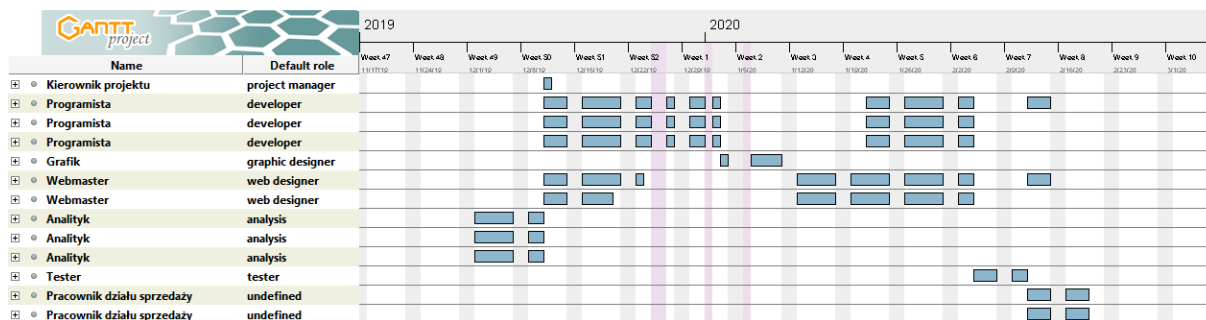 GANTT project
2019 2020
Week 47 Week 48 Week 49 Week 50 Week 51 Week 52 Week 1 Week 2 Week 3 Week 4 Week 5 Week 6 Week 7 Week 8 Week 9 Week 10
Name Default role
11/17/19 11/24/19 12/1/19 12/8/19 12/15/19 12/22/19 12/29/19 1/5/20 1/12/20 1/19/20 1/26/20 2/2/20 2/9/20 2/16/20 2/23/20 3/1/20
Kierownik projektu project manager
Programista developer
Programista developer
Programista developer
Grafik graphic designer
Webmaster web designer
Webmaster web designer
Analityk analysis
Analityk analysis
Analityk analysis
Tester tester
Pracownik działu sprzedaży undefined
Pracownik działu sprzedaży undefined